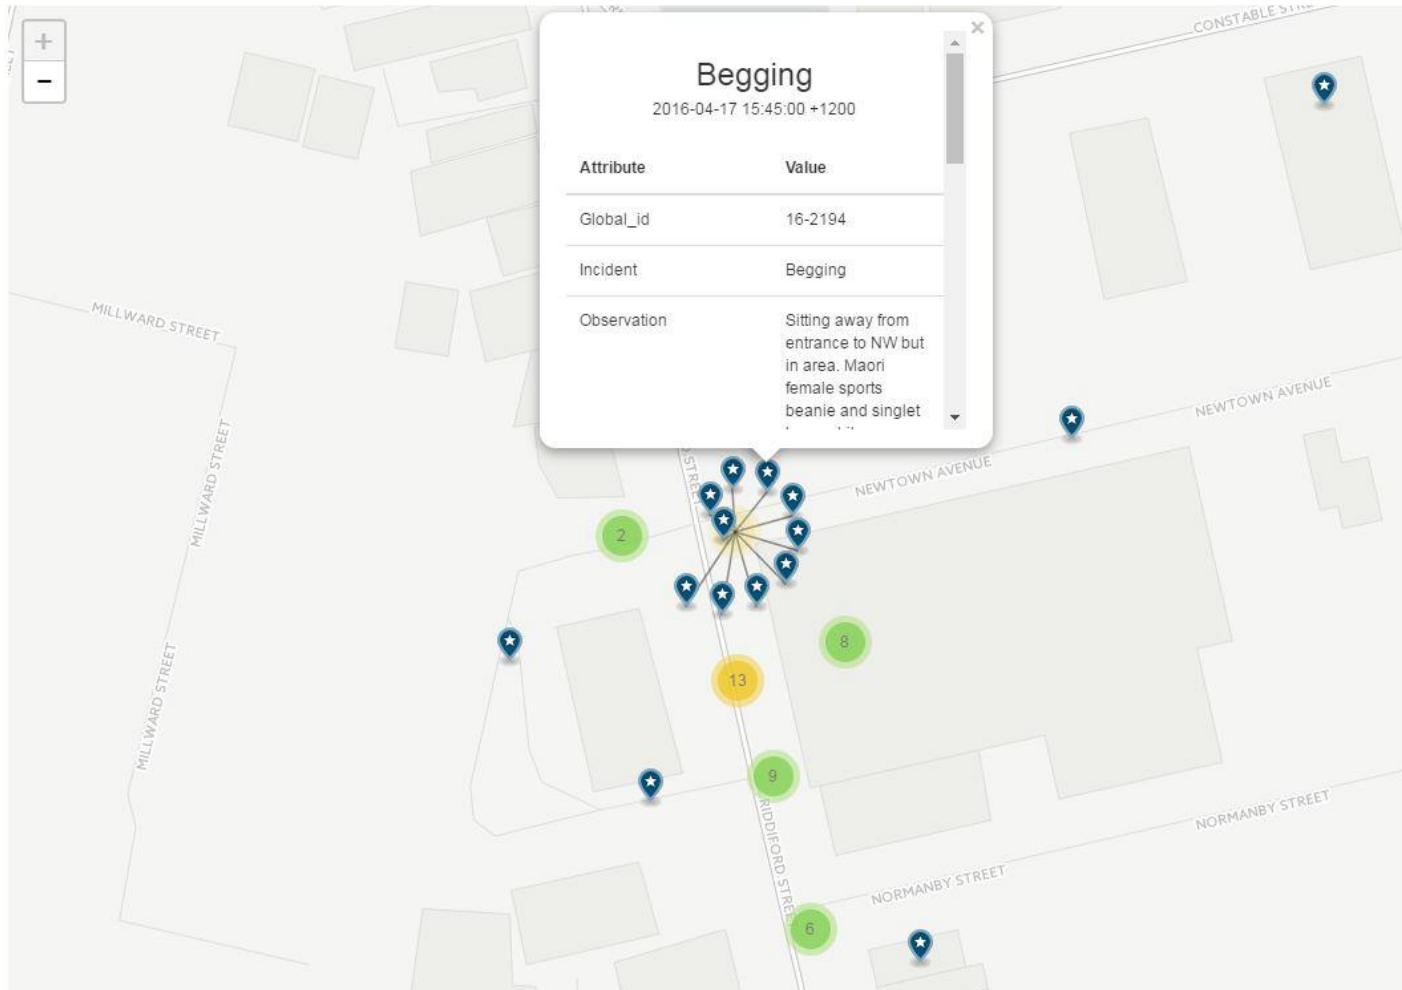 CONSTABLE
+
−
×
Begging
2016-04-17 15:45:00 +1200
Attribute Value
Global_id 16-2194
Incident Begging
Observation Sitting away from
entrance to NW but
in area. Maori
female sports
beanie and singlet
MILLWARD STREET
MILLWARD STREET
MILLWARD STREET
STREET
NEWTOWN AVENUE
NEWTOWN AVENUE
2
8
13
9
6
RIDDIFORD STREE
NORMANBY STREET
NORMANBY STREET